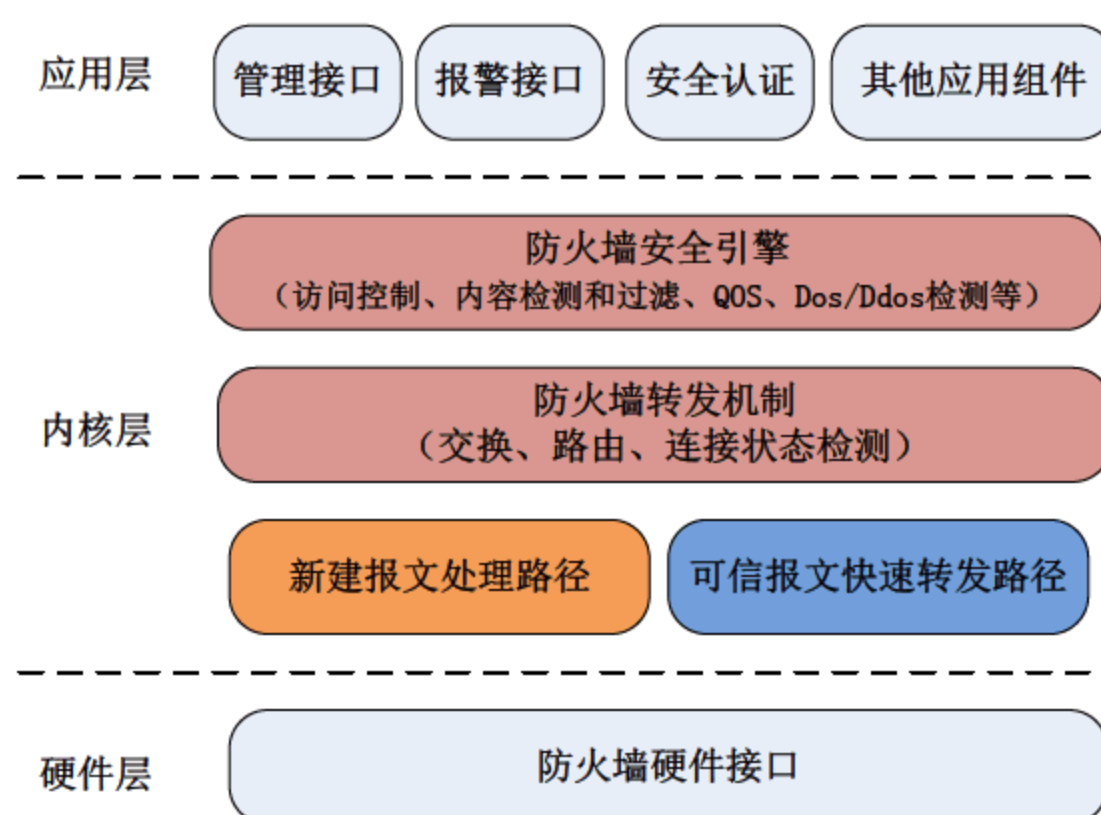 应用层
管理接口
报警接口
安全认证
其他应用组件
防火墙安全引擎
（访问控制、内容检测和过滤、QOS、Dos/Ddos检测等）
内核层
防火墙转发机制
（交换、路由、连接状态检测）
新建报文处理路径
可信报文快速转发路径
硬件层
防火墙硬件接口